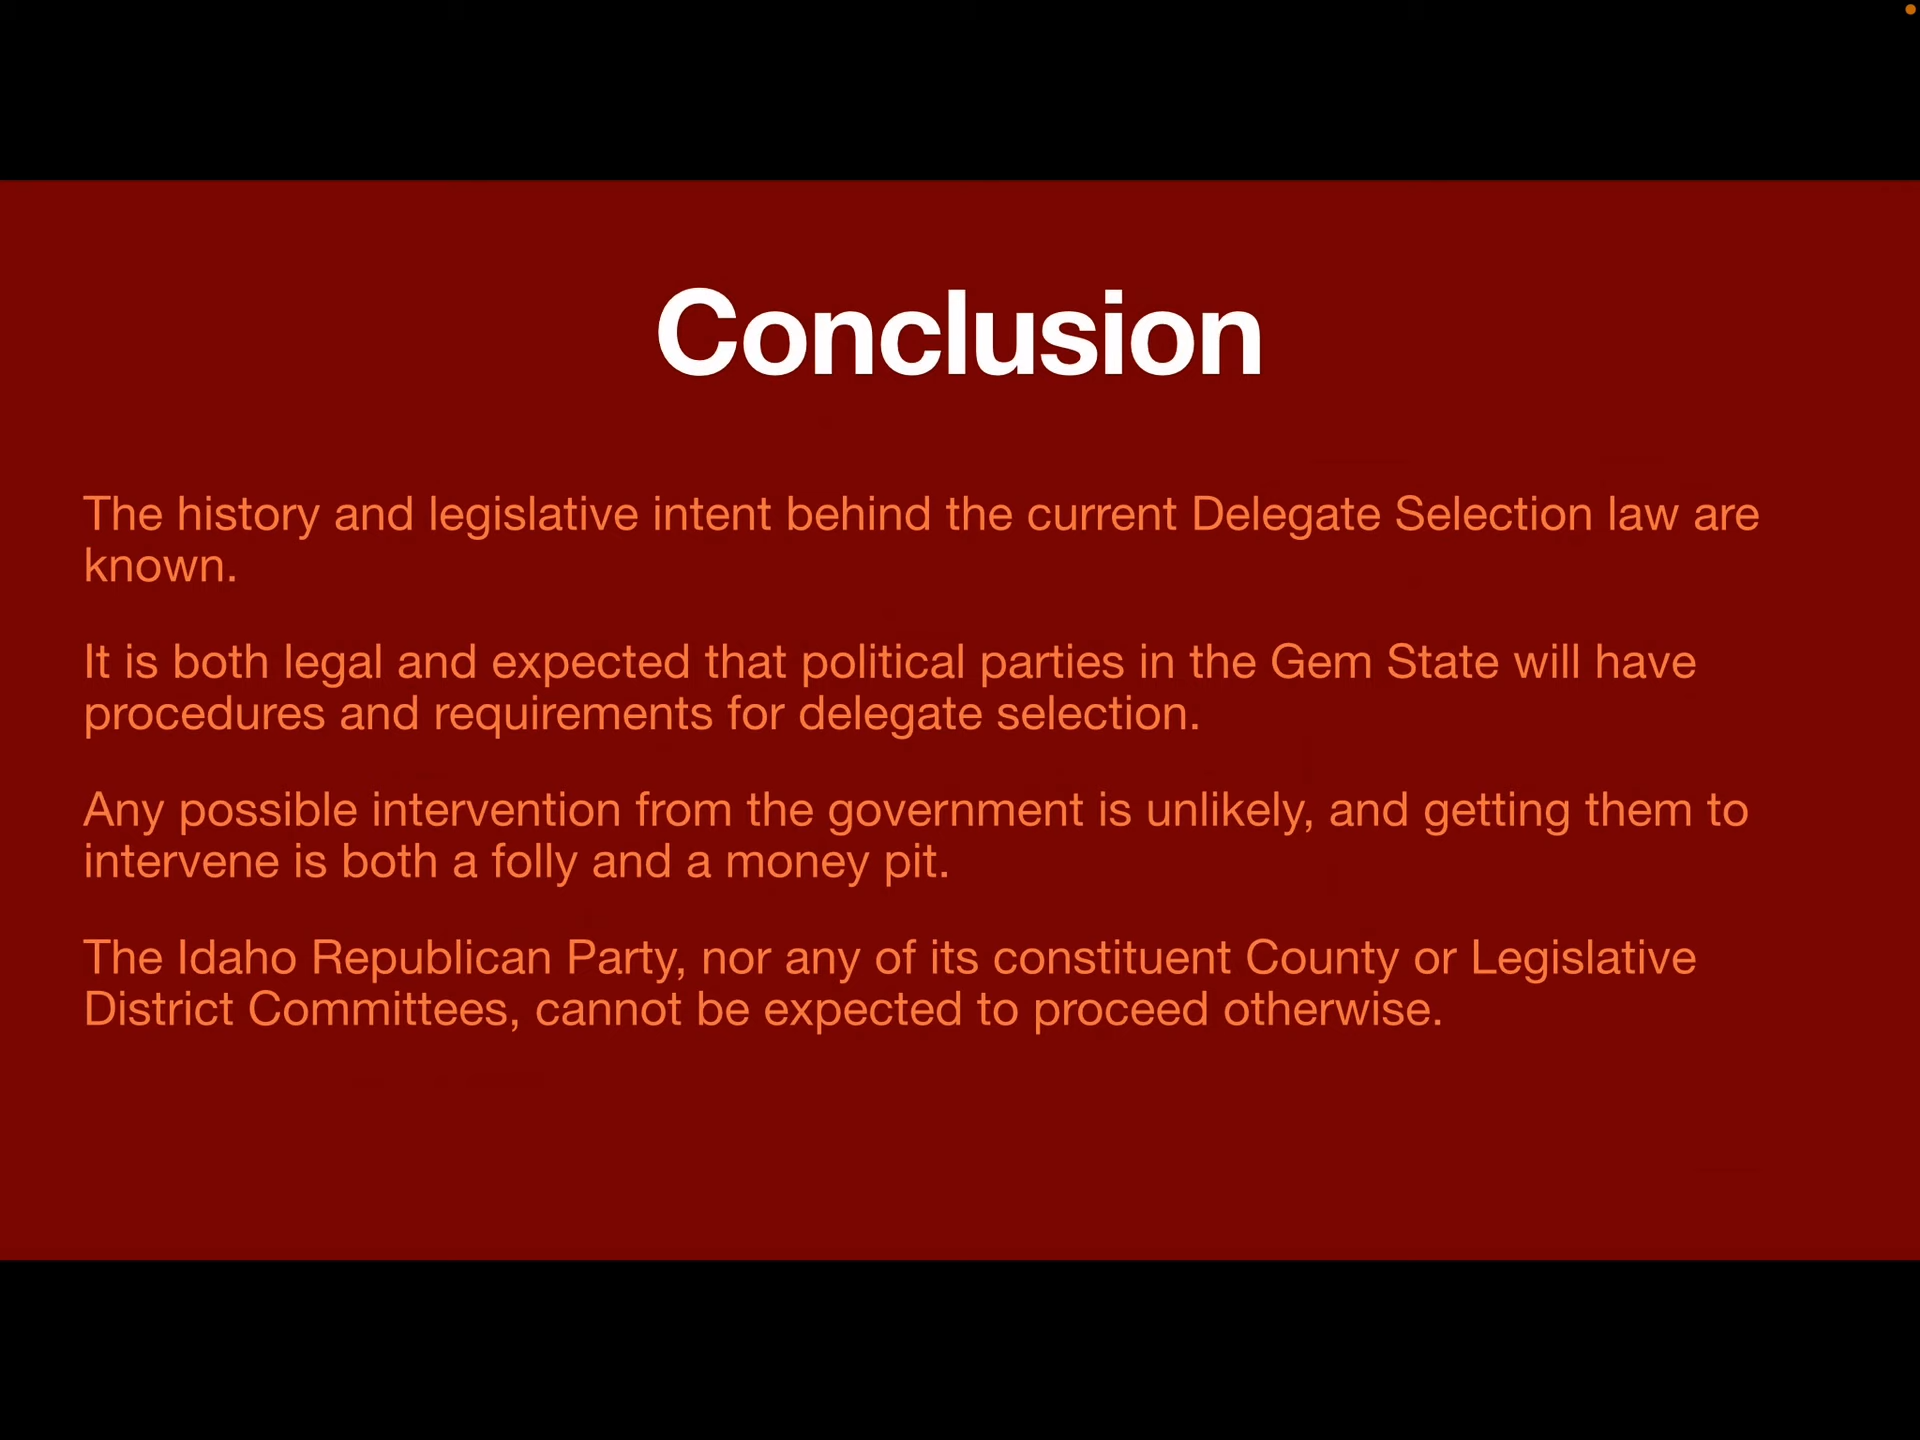 Conclusion
The history and legislative intent behind the current Delegate Selection law are
known.
It is both legal and expected that political parties in the Gem State will have
procedures and requirements for delegate selection.
Any possible intervention from the government is unlikely, and getting them to
intervene is both a folly and a money pit.
The Idaho Republican Party, nor any of its constituent County or Legislative
District Committees, cannot be expected to proceed otherwise.